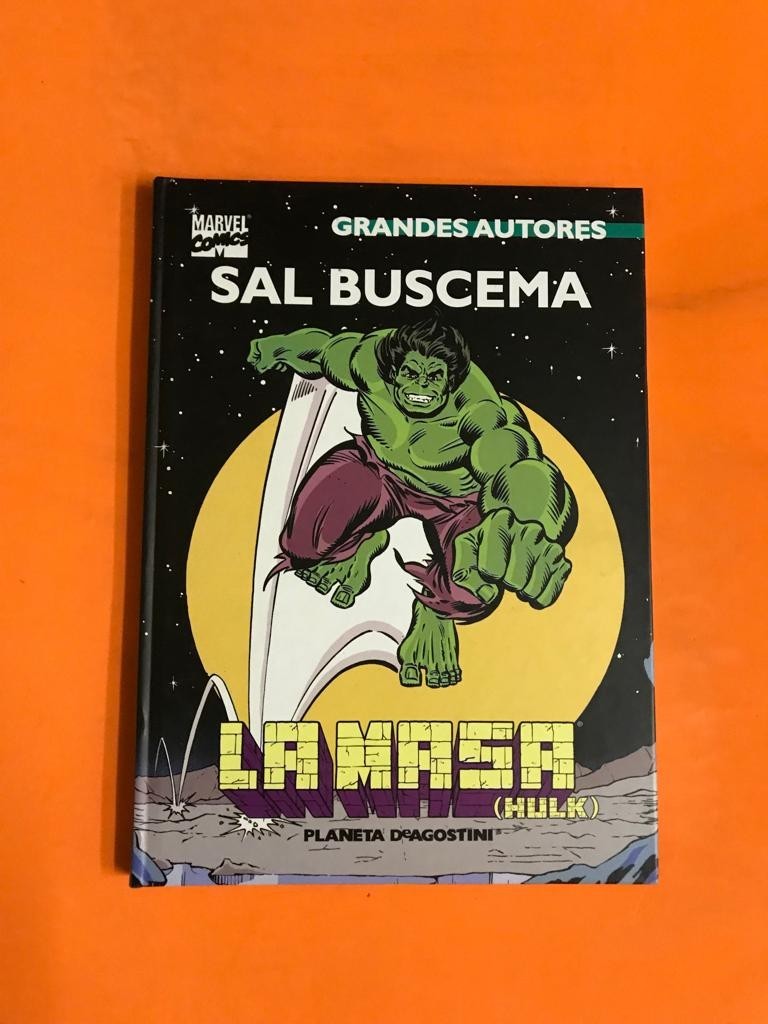 MARVEL
COMICS
GRANDES AUTORES
SAL BUSCEMA
LA MASA
(HULK)
PLANETA DeAGOSTINI